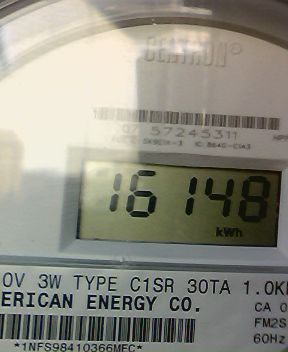 CENTRON®
07 57245311
16148
kWh
0V 3W TYPE C1SR 30TA 1.0K
ERICAN ENERGY CO.
CA 0
FM2S
60Hz
*1NFS98410366MEC*